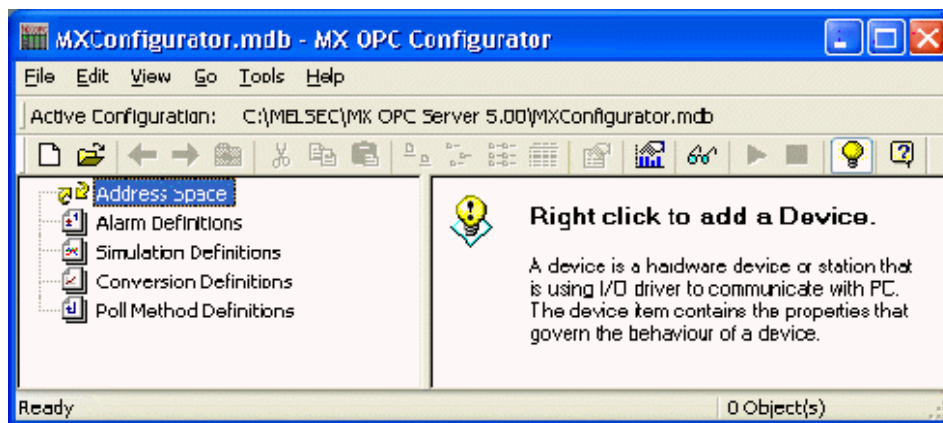 MXConfigurator.mdb - MX OPC Configurator
File Edit View Go Tools Help
Active Configuration: C:\MELSEC\MX OPC Server 5.00\MXConfigurator.mdb
Address Space
Alarm Definitions
Simulation Definitions
Conversion Definitions
Poll Method Definitions
Right click to add a Device.
A device is a hardware device or station that
is using I/O driver to communicate with PC.
The device item contains the properties that
govern the behaviour of a device.
Ready
0 Object(s)